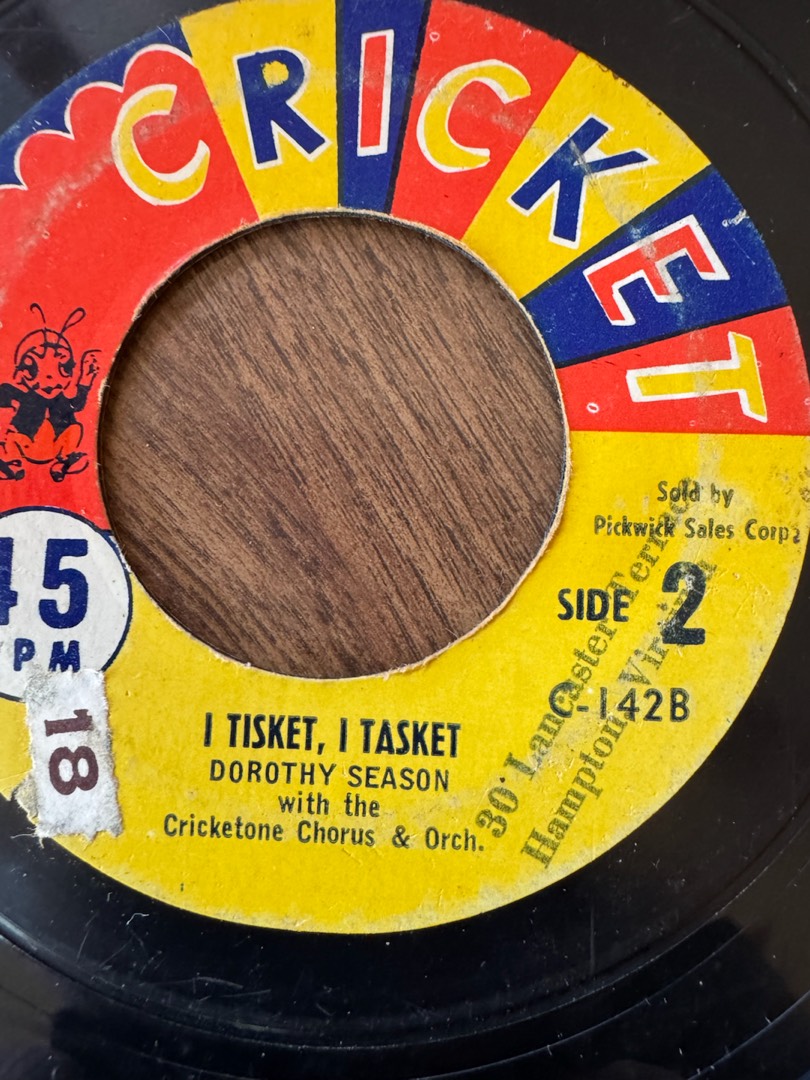 CRICKET
Sold by
Pickwick Sales Corp.
SIDE 2
C-142B
45
RPM
18
I TISKET, I TASKET
DOROTHY SEASON
with the
Cricketone Chorus & Orch.
30 Lancaster Terrace
Hampton, Virginia